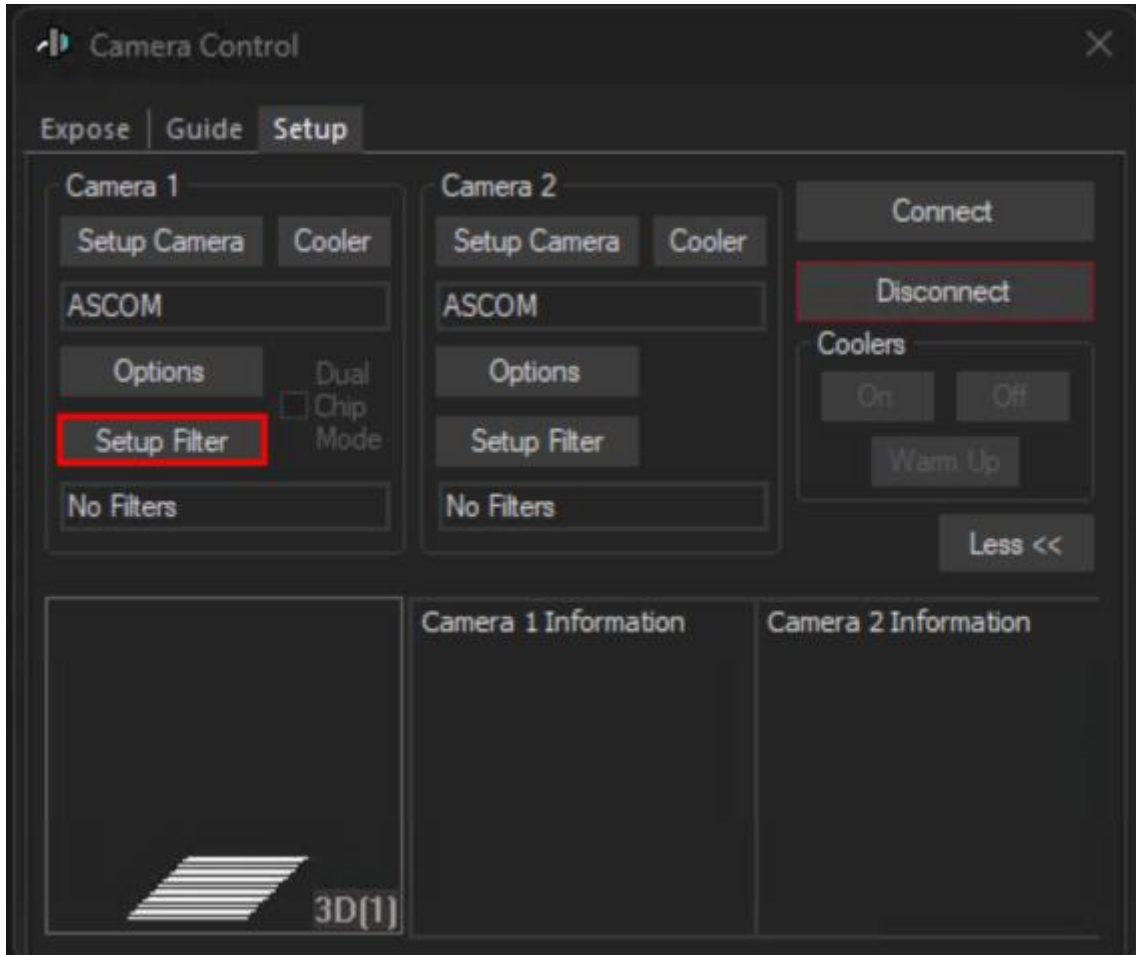 Camera Control
Expose Guide Setup
Camera 1
Setup Camera Cooler
ASCOM
Options
Dual
Chip
Mode
Setup Filter
No Filters
Camera 2
Setup Camera Cooler
ASCOM
Options
Setup Filter
No Filters
Connect
Disconnect
Coolers
On Off
Warm Up
Less <<
3D(1)
Camera 1 Information
Camera 2 Information